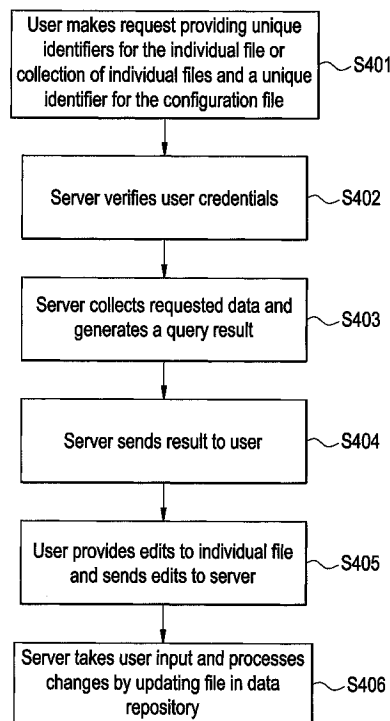 User makes request providing unique
identifiers for the individual file or
collection of individual files and a unique
identifier for the configuration file
S401
Server verifies user credentials
S402
Server collects requested data and
generates a query result
S403
Server sends result to user
S404
User provides edits to individual file
and sends edits to server
S405
Server takes user input and processes
changes by updating file in data
repository
S406